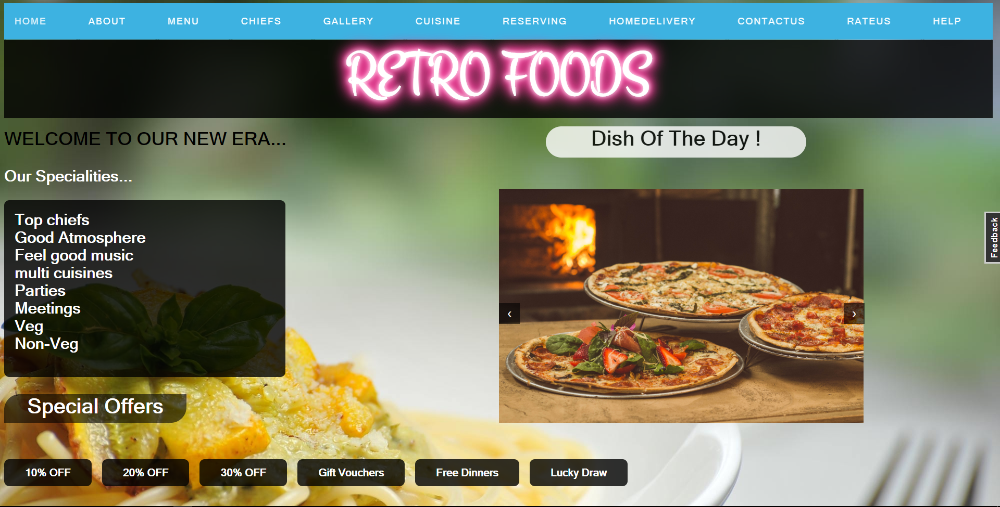 HOME ABOUT MENU CHIEFS GALLERY CUISINE RESERVING HOMEDELIVERY CONTACTUS RATEUS HELP
RETRO FOODS
WELCOME TO OUR NEW ERA...
Dish Of The Day !
Our Specialities...
Top chiefs
Good Atmosphere
Feel good music
multi cuisines
Parties
Meetings
Veg
Non-Veg
‹ ›
Feedback
Special Offers
10% OFF 20% OFF 30% OFF Gift Vouchers Free Dinners Lucky Draw